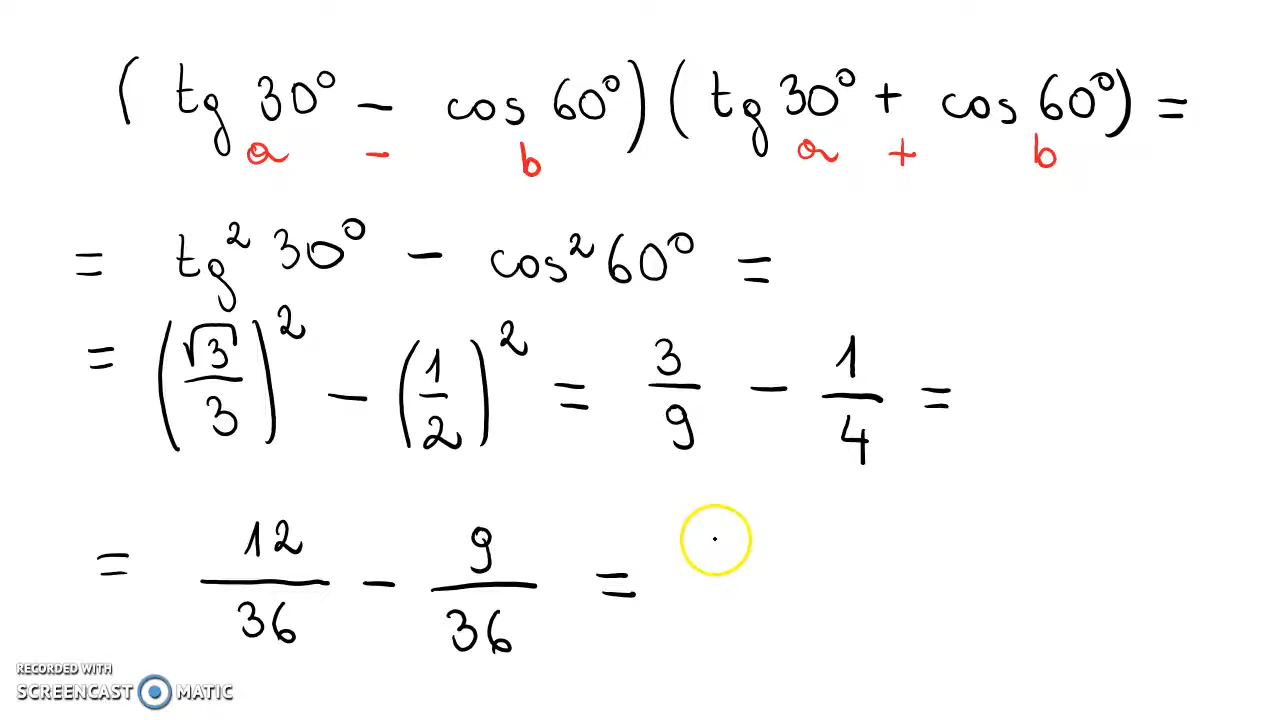 ( tg 30° - cos 60° ) ( tg 30° + cos 60° ) =
a - b a + b
= tg² 30° - cos² 60° =
= (√3/3)² - (1/2)² = 3/9 - 1/4 =
= 12/36 - 9/36 =
RECORDED WITH
SCREENCAST MATIC